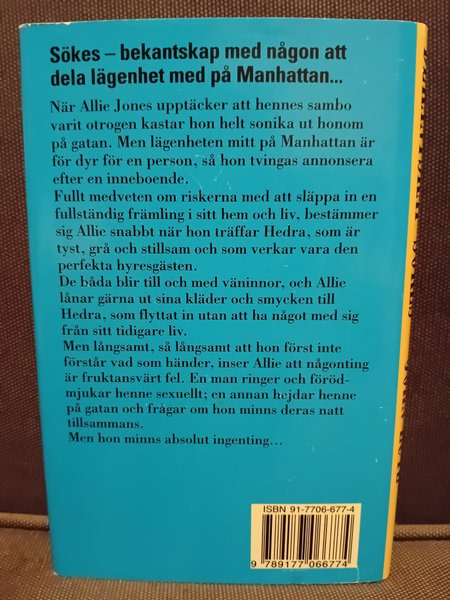 Sökes – bekantskap med någon att
dela lägenhet med på Manhattan...
När Allie Jones upptäcker att hennes sambo
varit otrogen kastar hon helt sonika ut honom
på gatan. Men lägenheten mitt på Manhattan är
för dyr för en person, så hon tvingas annonsera
efter en inneboende.
Fullt medveten om riskerna med att släppa in en
fullständig främling i sitt hem och liv, bestämmer
sig Allie snabbt när hon träffar Hedra, som är
tyst, grå och stillsam och som verkar vara den
perfekta hyresgästen.
De båda blir till och med väninnor, och Allie
lånar gärna ut sina kläder och smycken till
Hedra, som flyttat in utan att ha något med sig
från sitt tidigare liv.
Men långsamt, så långsamt att hon först inte
förstår vad som händer, inser Allie att någonting
är fruktansvärt fel. En man ringer och föröd-
mjukar henne sexuellt; en annan hejdar henne
på gatan och frågar om hon minns deras natt
tillsammans.
Men hon minns absolut ingenting...
ISBN 91-7706-677-4
9 789177 066774